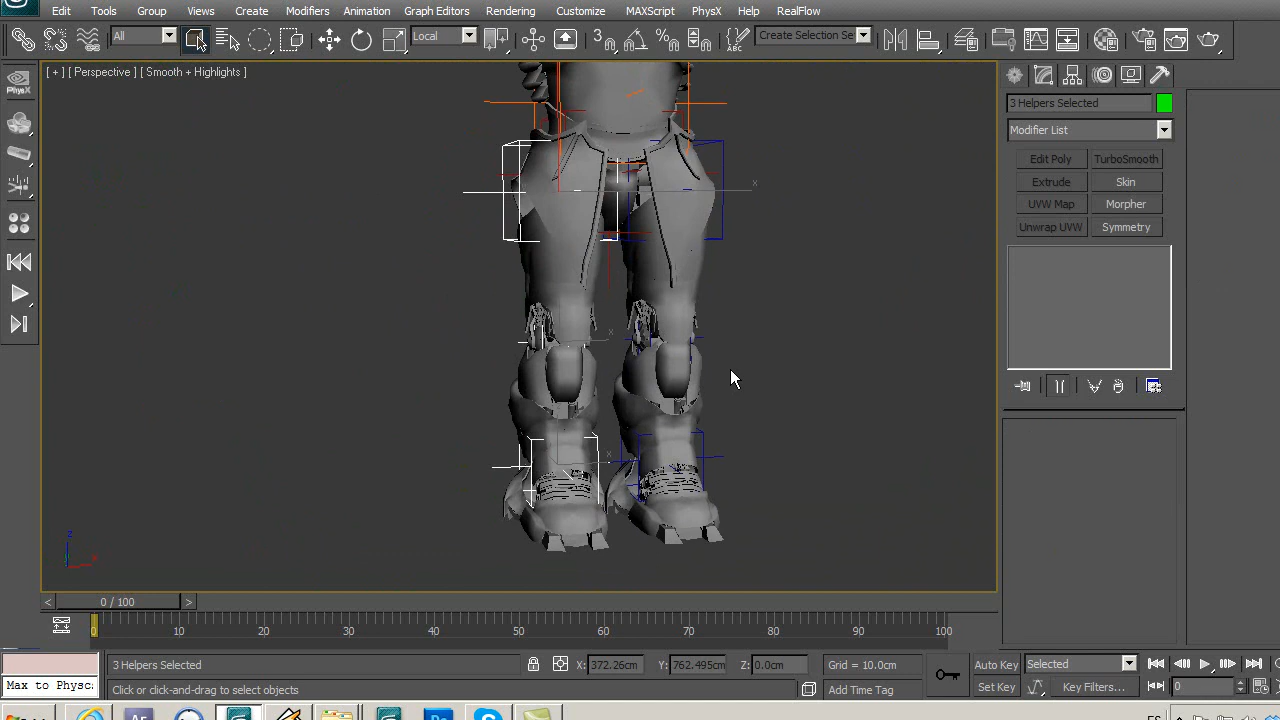 Edit Tools Group Views Create Modifiers Animation Graph Editors Rendering Customize MAXScript PhysX Help RealFlow
All Local Create Selection Se
[ + ] [ Perspective ] [ Smooth + Highlights ]
PhysX
3 Helpers Selected
Modifier List
Edit Poly TurboSmooth
Extrude Skin
UVW Map Morpher
Unwrap UVW Symmetry
x
x
x
z
x
< 0 / 100 >
0 10 20 30 40 50 60 70 80 90 100
3 Helpers Selected X: 372.26cm Y: 762.495cm Z: 0.0cm Grid = 10.0cm Auto Key Selected
Max to Physc: Click or click-and-drag to select objects Add Time Tag Set Key Key Filters... 0
Ps